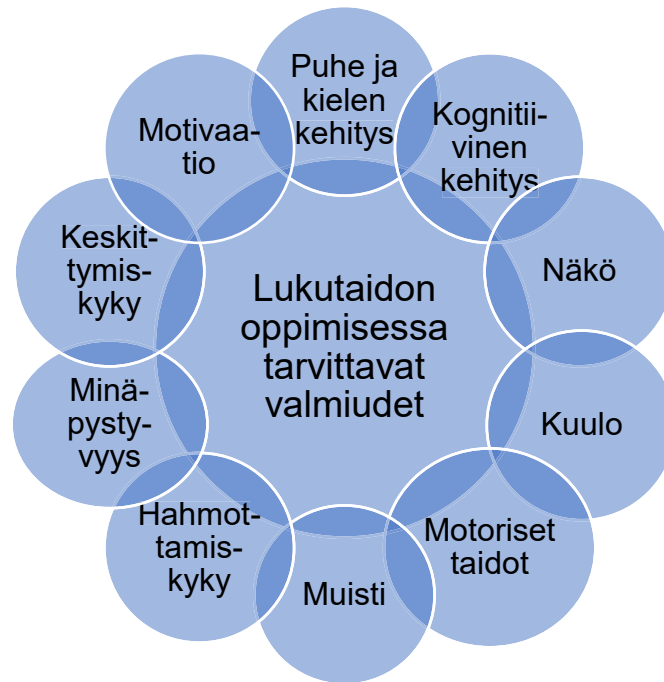 Puhe ja
kielen
kehitys
Kognitii-
vinen
kehitys
Näkö
Kuulo
Motoriset
taidot
Muisti
Hahmot-
tamis-
kyky
Minä-
pysty-
vyys
Keskit-
tymis-
kyky
Motivaa-
tio
Lukutaidon
oppimisessa
tarvittavat
valmiudet